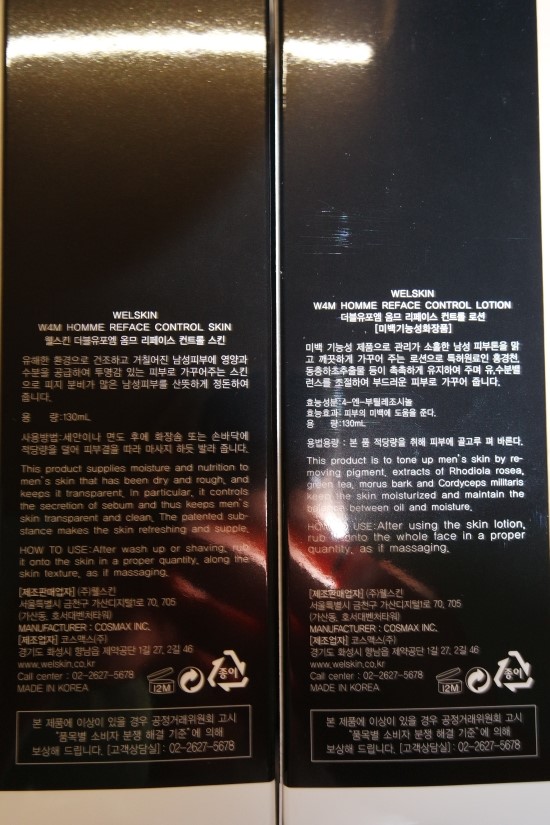 WELSKIN
W4M HOMME REFACE CONTROL SKIN
웰스킨 더블유포엠 옴므 리페이스 컨트롤 스킨
유해한 환경으로 건조하고 거칠어진 남성피부에 영양과
수분을 공급하여 투명감 있는 피부로 가꾸어주는 스킨
으로 피지 분비가 많은 남성피부를 산뜻하게 정돈하여
줍니다.
용 량:130mL
사용방법:세안이나 면도 후에 화장솜 또는 손바닥에
적당량을 덜어 피부결을 따라 마사지 하듯 발라 줍니다.
This product supplies moisture and nutrition to
men's skin that has been dry and rough, and
keeps it transparent. In particular, it controls
the secretion of sebum and thus keeps men's
skin transparent and clean. The patented sub-
stance makes the skin refreshing and supple.
HOW TO USE:After wash up or shaving, rub
it onto the skin in a proper quantity, along the
skin texture, as if massaging.
[제조판매업자] (주)웰스킨
서울특별시 금천구 가산디지털1로 70, 705
(가산동, 호서대벤처타워)
MANUFACTURER : COSMAX INC.
[제조업자] 코스맥스(주)
경기도 화성시 향남읍 제약공단 1길 27, 2길 46
www.welskin.co.kr
Call center : 02-2627-5678
MADE IN KOREA
12M
종이
본 제품에 이상이 있을 경우 공정거래위원회 고시
"품목별 소비자 분쟁 해결 기준"에 의해
보상해 드립니다. [고객상담실] : 02-2627-5678
WELSKIN
W4M HOMME REFACE CONTROL LOTION
더블유포엠 옴므 리페이스 컨트롤 로션
[미백기능성화장품]
미백 기능성 제품으로 관리가 소홀한 남성 피부톤을 맑
고 깨끗하게 가꾸어 주는 로션으로 특허원료인 홍경천,
동충하초추출물 등이 촉촉하게 유지하여 주며 유,수분밸
런스를 조절하여 부드러운 피부로 가꾸어 줍니다.
효능성분:4-엔-부틸레조시놀
효능효과: 피부의 미백에 도움을 준다.
용 량:130mL
용법용량 : 본 품 적당량을 취해 피부에 골고루 펴 바른다.
This product is to tone up men's skin by re-
moving pigment. extracts of Rhodiola rosea,
green tea, morus bark and Cordyceps militaris
keep the skin moisturized and maintain the
between oil and moisture.
HOW TO USE:After using the skin lotion,
rub it onto the whole face in a proper
quantity, as if massaging.
[제조판매업자] (주)웰스킨
서울특별시 금천구 가산디지털1로 70, 705
(가산동, 호서대벤처타워)
MANUFACTURER : COSMAX INC.
[제조업자] 코스맥스(주)
경기도 화성시 향남읍 제약공단 1길 27, 2길 46
www.welskin.co.kr
Call center : 02-2627-5678
MADE IN KOREA
12M
종이
본 제품에 이상이 있을 경우 공정거래위원회 고시
"품목별 소비자 분쟁 해결 기준"에 의해
보상해 드립니다. [고객상담실] : 02-2627-5678